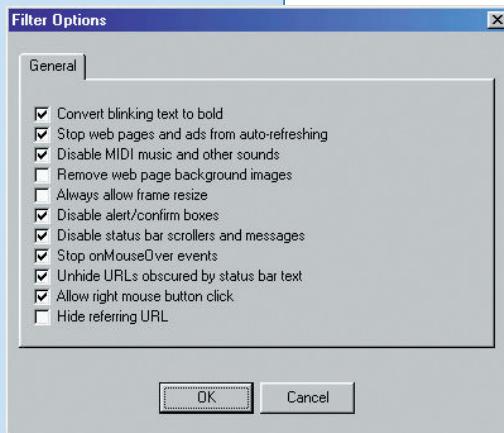 Filter Options
General
Convert blinking text to bold
Stop web pages and ads from auto-refreshing
Disable MIDI music and other sounds
Remove web page background images
Always allow frame resize
Disable alert/confirm boxes
Disable status bar scrollers and messages
Stop onMouseOver events
Unhide URLs obscured by status bar text
Allow right mouse button click
Hide referring URL
OK Cancel